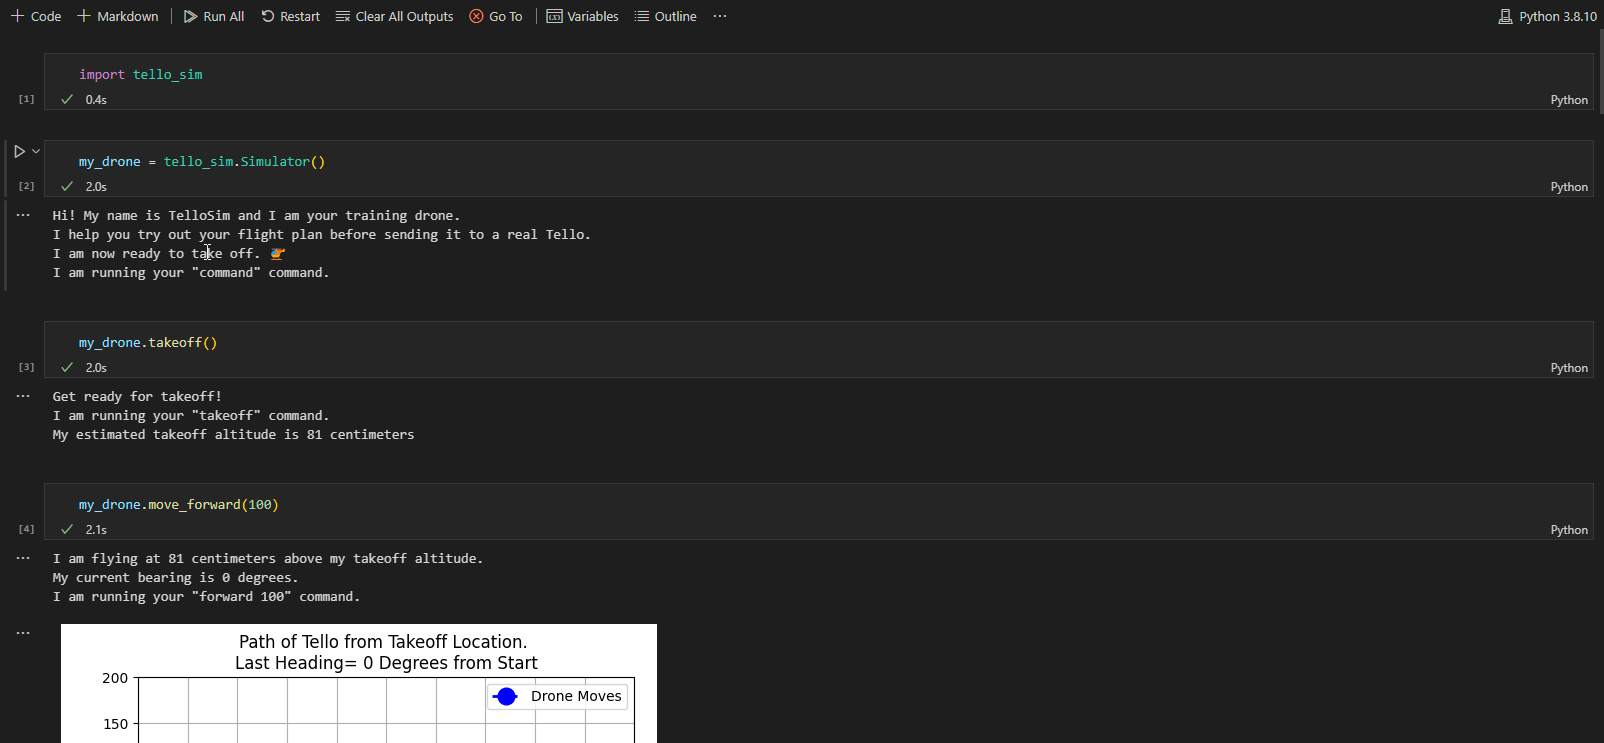 Code Markdown Run All Restart Clear All Outputs Go To Variables Outline ... Python 3.8.10
import tello_sim
[1] 0.4s Python
my_drone = tello_sim.Simulator()
[2] 2.0s Python
Hi! My name is TelloSim and I am your training drone.
I help you try out your flight plan before sending it to a real Tello.
I am now ready to take off. 🚁
I am running your "command" command.
my_drone.takeoff()
[3] 2.0s Python
Get ready for takeoff!
I am running your "takeoff" command.
My estimated takeoff altitude is 81 centimeters
my_drone.move_forward(100)
[4] 2.1s Python
I am flying at 81 centimeters above my takeoff altitude.
My current bearing is 0 degrees.
I am running your "forward 100" command.
Path of Tello from Takeoff Location.
Last Heading= 0 Degrees from Start
200
Drone Moves
150